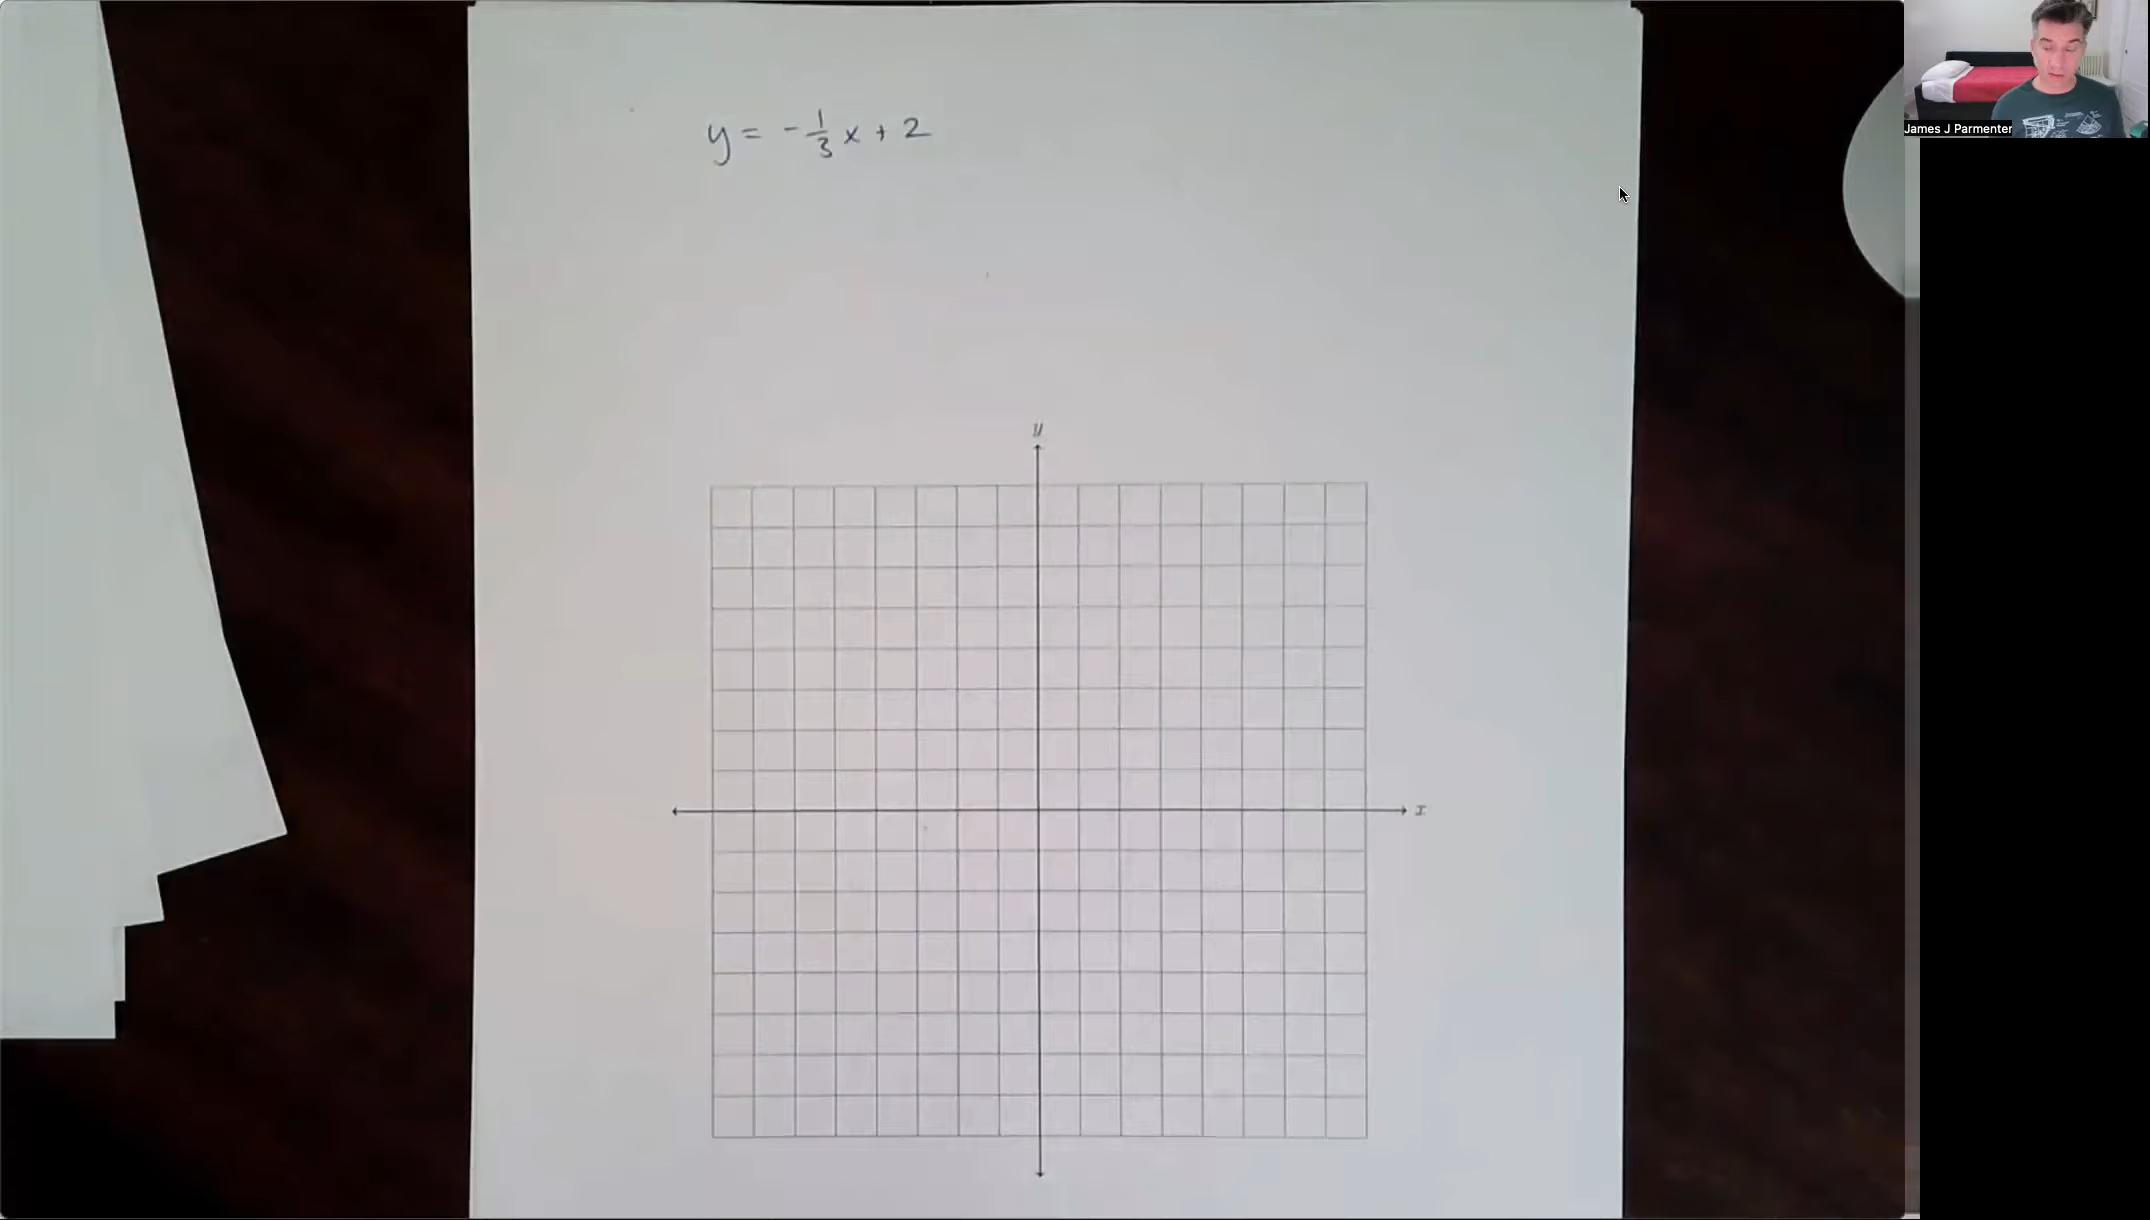 y = -1/3 x + 2
James J Parmenter
y
x